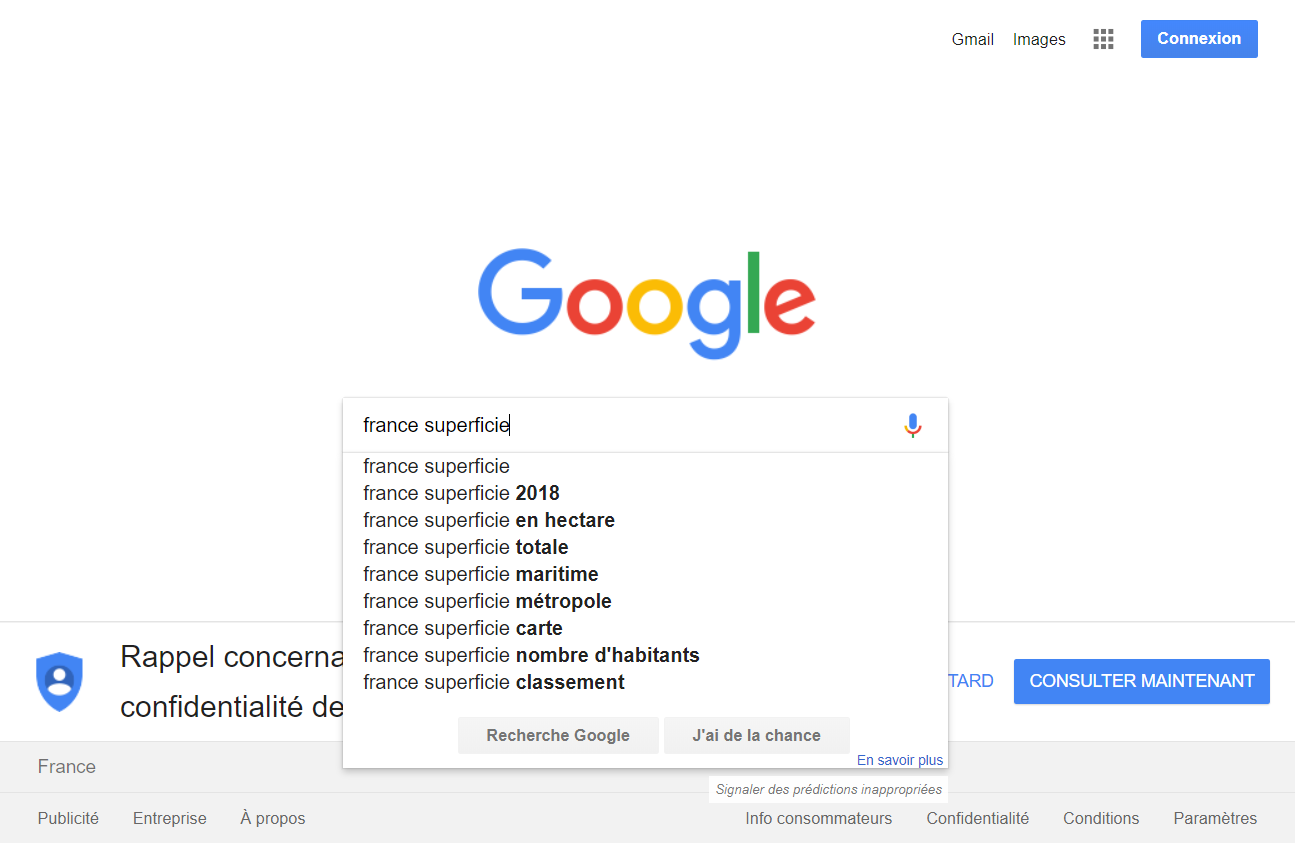 Gmail Images Connexion
Google
france superficie
france superficie
france superficie 2018
france superficie en hectare
france superficie totale
france superficie maritime
france superficie métropole
france superficie carte
france superficie nombre d'habitants
france superficie classement
Rappel concerna
confidentialité de
TARD CONSULTER MAINTENANT
Recherche Google J'ai de la chance
En savoir plus
France
Signaler des prédictions inappropriées
Publicité Entreprise À propos Info consommateurs Confidentialité Conditions Paramètres